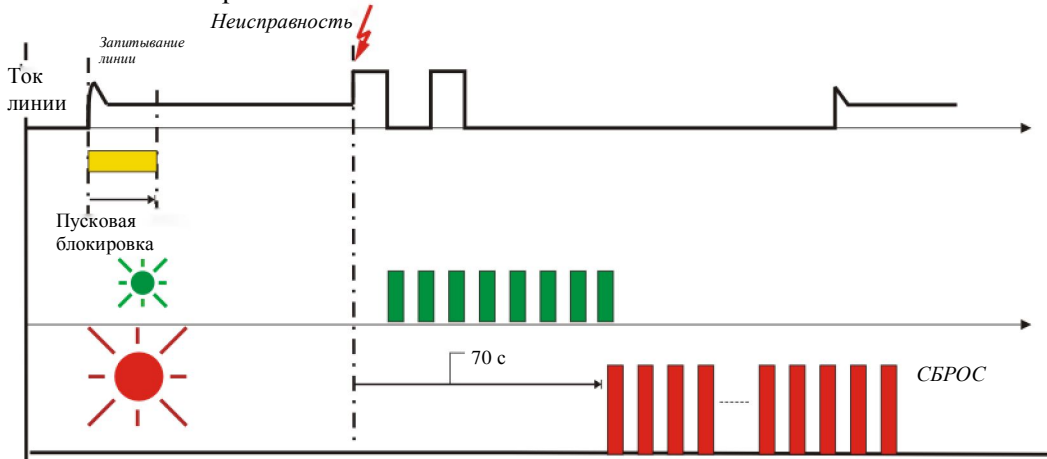 Неисправность
Запитывание
линии
Ток
линии
Пусковая
блокировка
70 с
СБРОС